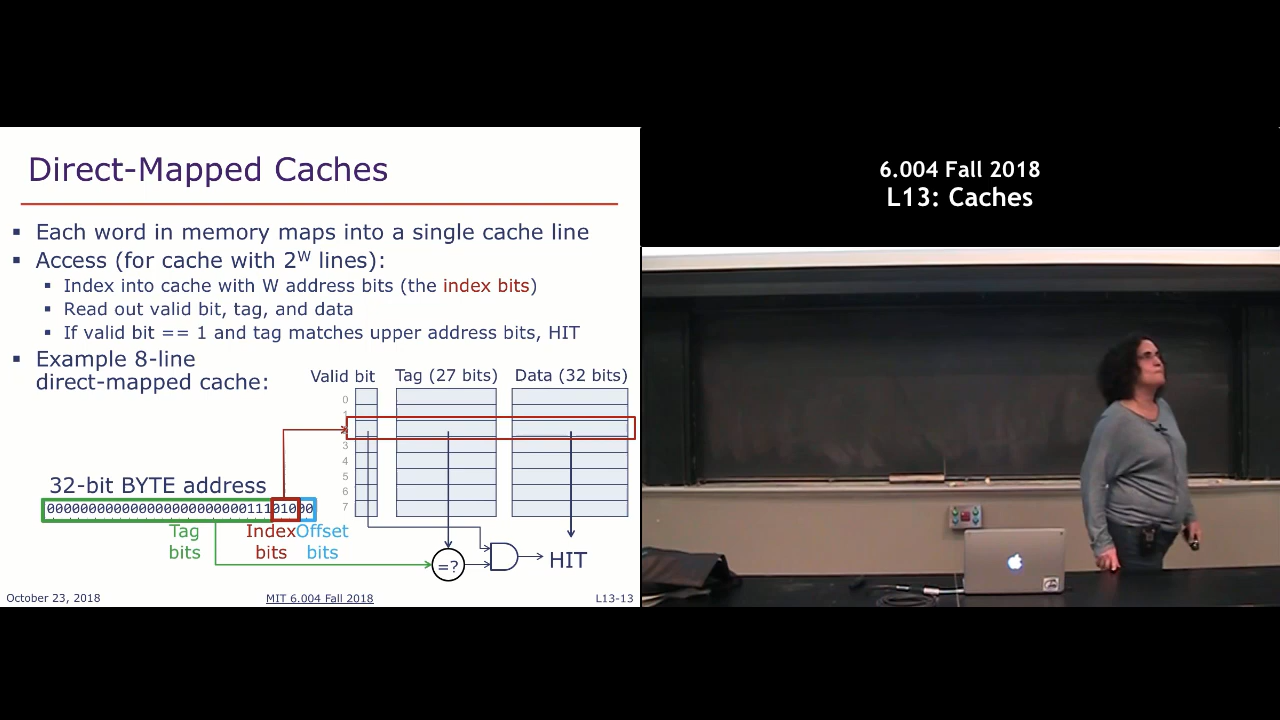 Direct-Mapped Caches
▪ Each word in memory maps into a single cache line
▪ Access (for cache with 2ᵂ lines):
▪ Index into cache with W address bits (the index bits)
▪ Read out valid bit, tag, and data
▪ If valid bit == 1 and tag matches upper address bits, HIT
▪ Example 8-line
direct-mapped cache:
Valid bit Tag (27 bits) Data (32 bits)
0
1
3
4
5
6
7
32-bit BYTE address
00000000000000000000000011101000
Tag bits
Index bits
Offset bits
=?
HIT
October 23, 2018
MIT 6.004 Fall 2018
L13-13
6.004 Fall 2018
L13: Caches